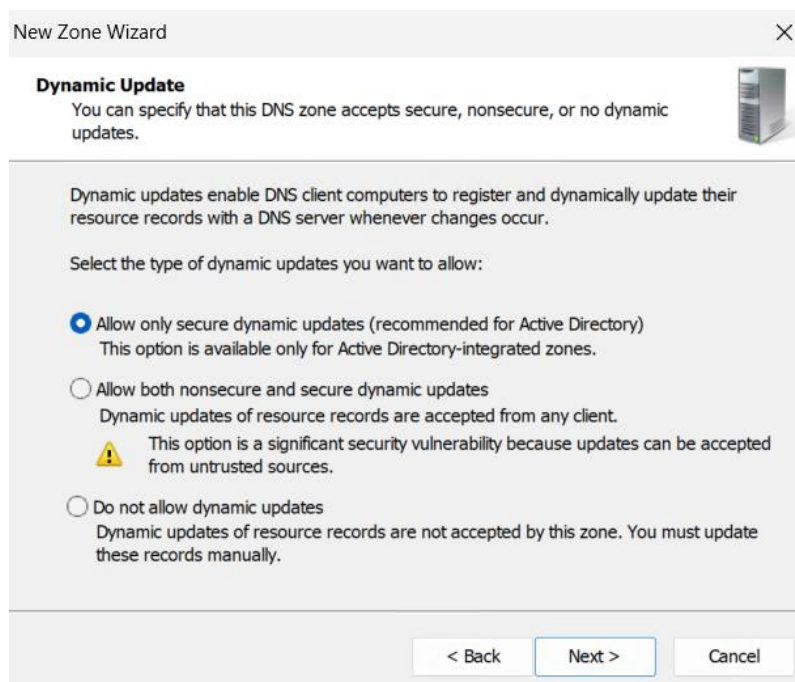 New Zone Wizard
Dynamic Update
You can specify that this DNS zone accepts secure, nonsecure, or no dynamic
updates.
Dynamic updates enable DNS client computers to register and dynamically update their
resource records with a DNS server whenever changes occur.
Select the type of dynamic updates you want to allow:
Allow only secure dynamic updates (recommended for Active Directory)
This option is available only for Active Directory-integrated zones.
Allow both nonsecure and secure dynamic updates
Dynamic updates of resource records are accepted from any client.
This option is a significant security vulnerability because updates can be accepted
from untrusted sources.
Do not allow dynamic updates
Dynamic updates of resource records are not accepted by this zone. You must update
these records manually.
< Back Next > Cancel